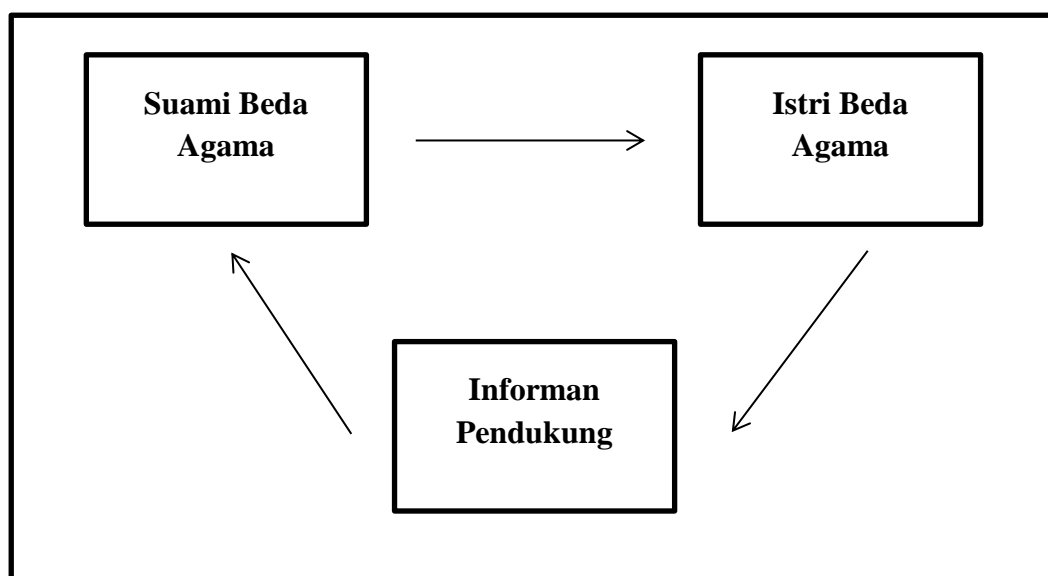 Suami Beda
Agama
Istri Beda
Agama
Informan
Pendukung